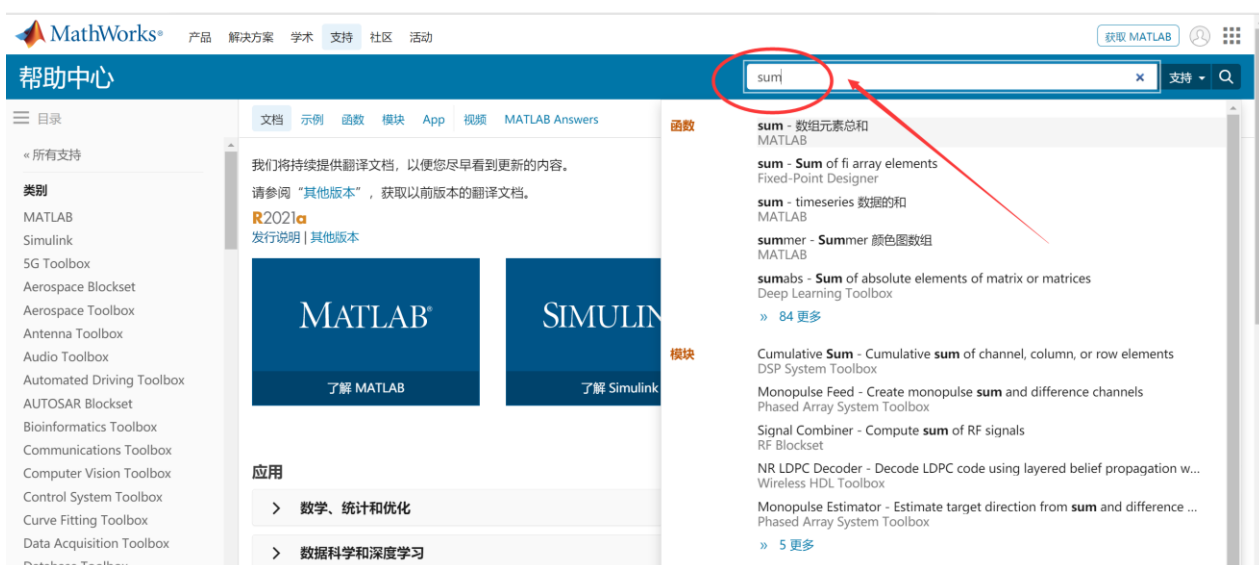 MathWorks® 产品 解决方案 学术 支持 社区 活动 获取 MATLAB
帮助中心 sum × 支持
目录
«所有支持
类别
MATLAB
Simulink
5G Toolbox
Aerospace Blockset
Aerospace Toolbox
Antenna Toolbox
Audio Toolbox
Automated Driving Toolbox
AUTOSAR Blockset
Bioinformatics Toolbox
Communications Toolbox
Computer Vision Toolbox
Control System Toolbox
Curve Fitting Toolbox
Data Acquisition Toolbox
Database Toolbox
文档 示例 函数 模块 App 视频 MATLAB Answers
我们将持续提供翻译文档，以便您尽早看到更新的内容。
请参阅“其他版本”，获取以前版本的翻译文档。
R2021a
发行说明 | 其他版本
MATLAB®
了解 MATLAB
SIMULIN
了解 Simulink
应用
数学、统计和优化
数据科学和深度学习
函数
sum - 数组元素总和
MATLAB
sum - Sum of fi array elements
Fixed-Point Designer
sum - timeseries 数据的和
MATLAB
summer - Summer 颜色图数组
MATLAB
sumabs - Sum of absolute elements of matrix or matrices
Deep Learning Toolbox
» 84 更多
模块
Cumulative Sum - Cumulative sum of channel, column, or row elements
DSP System Toolbox
Monopulse Feed - Create monopulse sum and difference channels
Phased Array System Toolbox
Signal Combiner - Compute sum of RF signals
RF Blockset
NR LDPC Decoder - Decode LDPC code using layered belief propagation w...
Wireless HDL Toolbox
Monopulse Estimator - Estimate target direction from sum and difference ...
Phased Array System Toolbox
» 5 更多